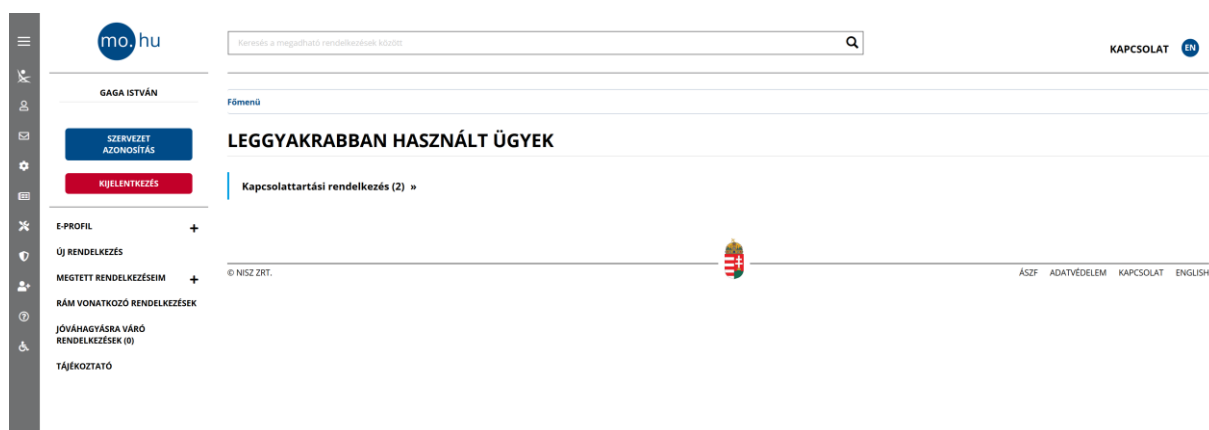 mo.hu
Keresés a megadható rendelkezések között
KAPCSOLAT EN
GAGA ISTVÁN
SZERVEZET
AZONOSÍTÁS
KIJELENTKEZÉS
E-PROFIL +
ÚJ RENDELKEZÉS
MEGTETT RENDELKEZÉSEIM +
RÁM VONATKOZÓ RENDELKEZÉSEK
JÓVÁHAGYÁSRA VÁRÓ
RENDELKEZÉSEK (0)
TÁJÉKOZTATÓ
Főmenü
LEGGYAKRABBAN HASZNÁLT ÜGYEK
Kapcsolattartási rendelkezés (2) »
© NISZ ZRT.
ÁSZF ADATVÉDELEM KAPCSOLAT ENGLISH